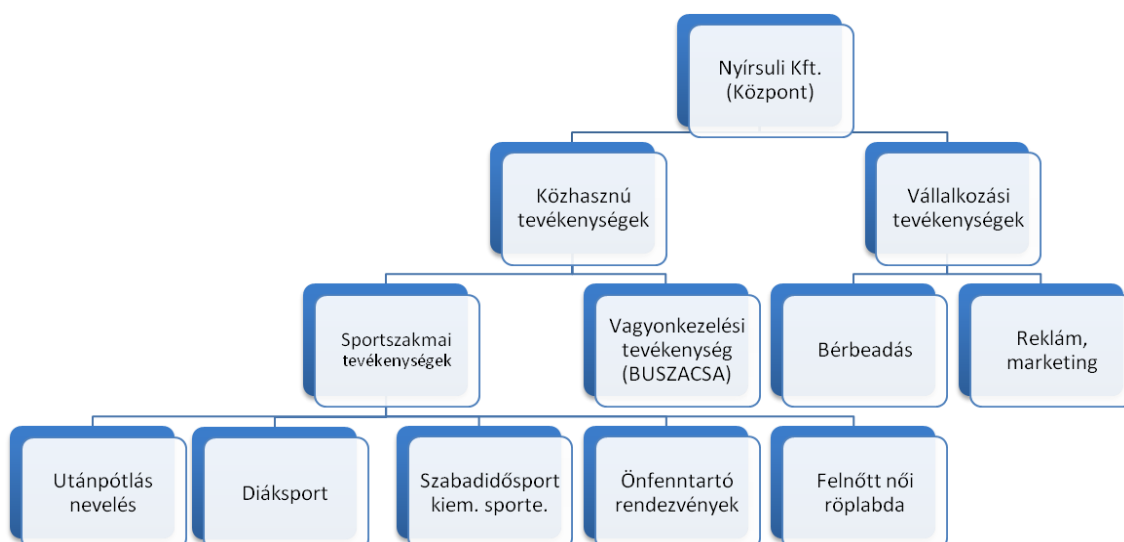 Nyírsuli Kft.
(Központ)
Közhasznú
tevékenységek
Vállalkozási
tevékenységek
Sportszakmai
tevékenységek
Vagyonkezelési
tevékenység
(BUSZACSA)
Bérbeadás
Reklám,
marketing
Utánpótlás
nevelés
Diáksport
Szabadidősport
kiem. sporte.
Önfenntartó
rendezvények
Felnőtt női
röplabda